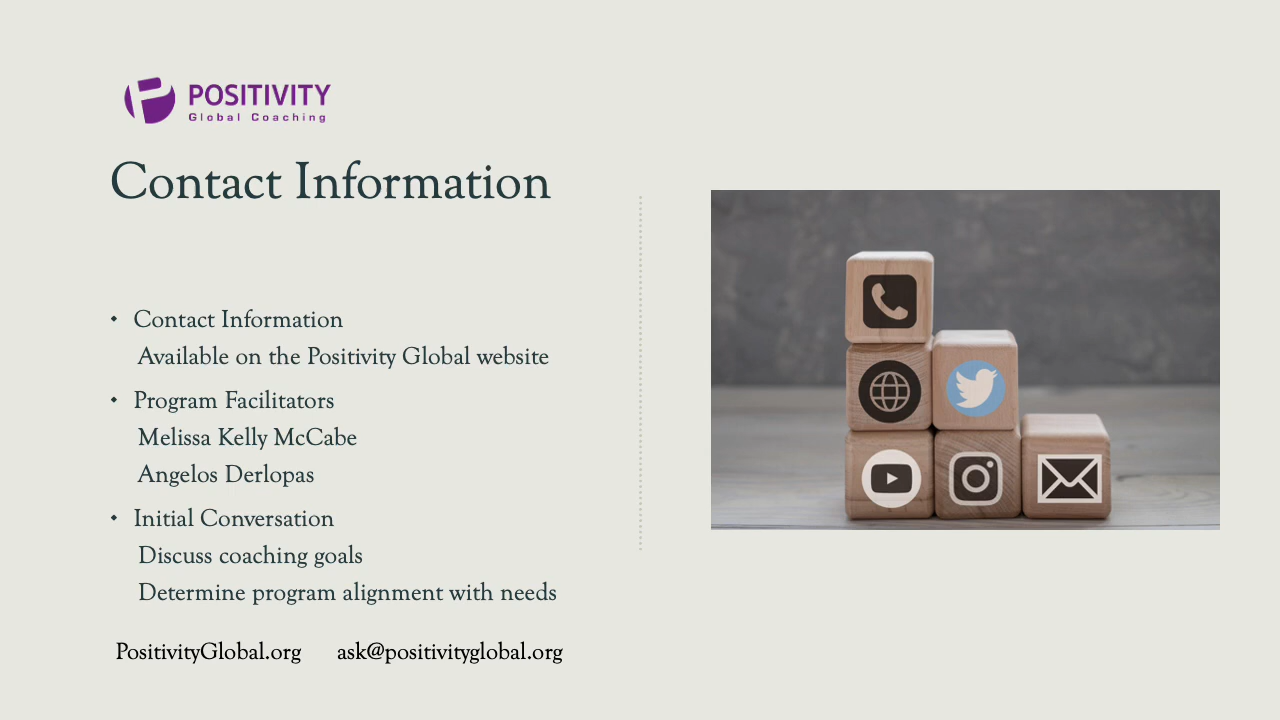 POSITIVITY
Global Coaching
Contact Information
• Contact Information
Available on the Positivity Global website
• Program Facilitators
Melissa Kelly McCabe
Angelos Derlopas
• Initial Conversation
Discuss coaching goals
Determine program alignment with needs
PositivityGlobal.org ask@positivityglobal.org